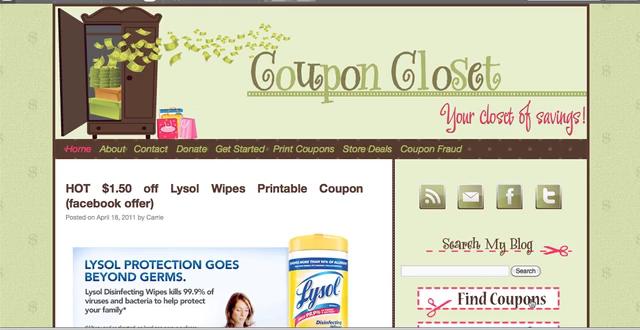 Coupon Closet
Your closet of savings!
Home About Contact Donate Get Started Print Coupons Store Deals Coupon Fraud
HOT $1.50 off Lysol Wipes Printable Coupon
(facebook offer)
Posted on April 18, 2011 by Carrie
LYSOL PROTECTION GOES
BEYOND GERMS.
Lysol Disinfecting Wipes kills 99.9% of
viruses and bacteria to help protect
your family*
Lysol
Disinfecting
Search My Blog
Search
Find Coupons